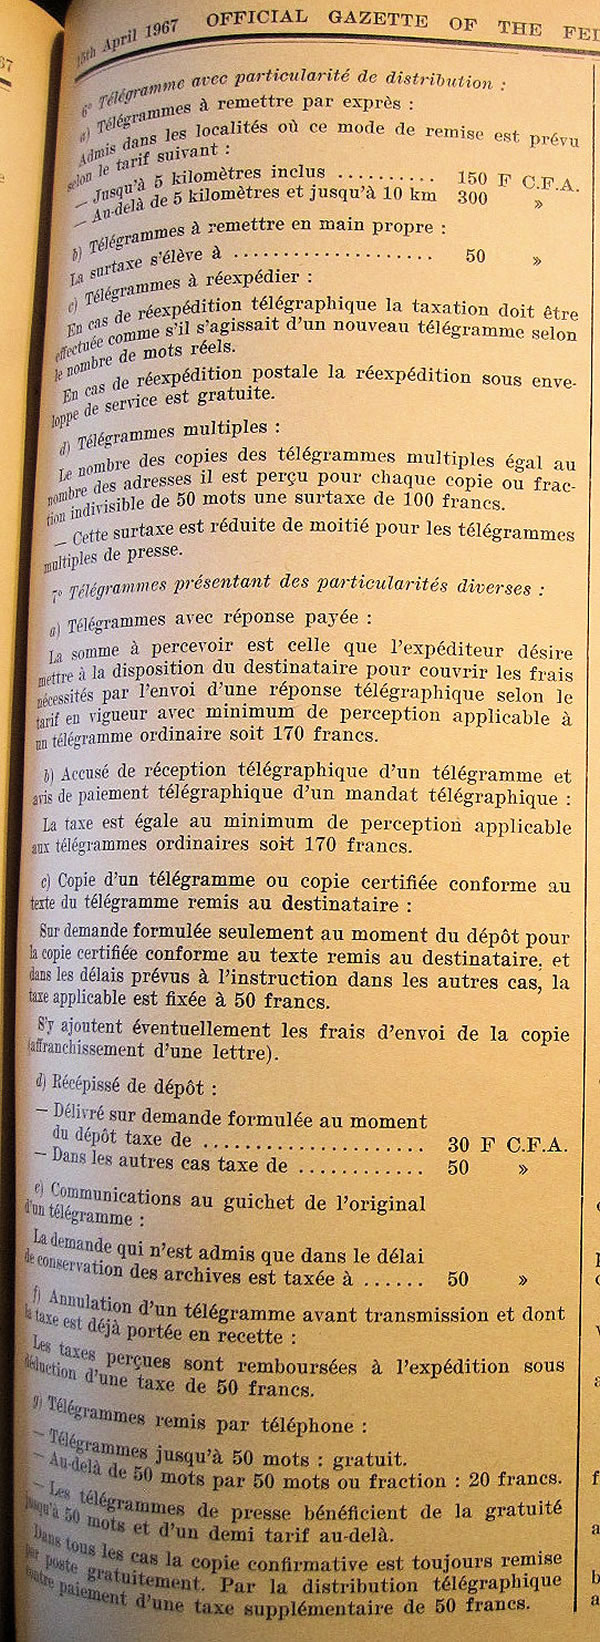 67
15th April 1967 OFFICIAL GAZETTE OF THE FED
6° Télégramme avec particularité de distribution :
a) Télégrammes à remettre par exprès :
Admis dans les localités où ce mode de remise est prévu
selon le tarif suivant :
— Jusqu'à 5 kilomètres inclus .......... 150 F C.F.A.
— Au-delà de 5 kilomètres et jusqu'à 10 km 300 »
b) Télégrammes à remettre en main propre :
La surtaxe s'élève à .................... 50 »
c) Télégrammes à réexpédier :
En cas de réexpédition télégraphique la taxation doit être
effectuée comme s'il s'agissait d'un nouveau télégramme selon
le nombre de mots réels.
En cas de réexpédition postale la réexpédition sous enve-
loppe de service est gratuite.
d) Télégrammes multiples :
Le nombre des copies des télégrammes multiples égal au
nombre des adresses il est perçu pour chaque copie ou frac-
tion indivisible de 50 mots une surtaxe de 100 francs.
— Cette surtaxe est réduite de moitié pour les télégrammes
multiples de presse.
7° Télégrammes présentant des particularités diverses :
a) Télégrammes avec réponse payée :
La somme à percevoir est celle que l'expéditeur désire
mettre à la disposition du destinataire pour couvrir les frais
nécessités par l'envoi d'une réponse télégraphique selon le
tarif en vigueur avec minimum de perception applicable à
un télégramme ordinaire soit 170 francs.
b) Accusé de réception télégraphique d'un télégramme et
avis de paiement télégraphique d'un mandat télégraphique :
La taxe est égale au minimum de perception applicable
aux télégrammes ordinaires soit 170 francs.
c) Copie d'un télégramme ou copie certifiée conforme au
texte du télégramme remis au destinataire :
Sur demande formulée seulement au moment du dépôt pour
la copie certifiée conforme au texte remis au destinataire, et
dans les délais prévus à l'instruction dans les autres cas, la
taxe applicable est fixée à 50 francs.
S'y ajoutent éventuellement les frais d'envoi de la copie
(affranchissement d'une lettre).
d) Récépissé de dépôt :
— Délivré sur demande formulée au moment
du dépôt taxe de ...................... 30 F C.F.A.
— Dans les autres cas taxe de ............ 50 »
e) Communications au guichet de l'original
d'un télégramme :
La demande qui n'est admis que dans le délai
de conservation des archives est taxée à ...... 50 »
f) Annulation d'un télégramme avant transmission et dont
la taxe est déjà portée en recette :
Les taxes perçues sont remboursées à l'expédition sous
déduction d'une taxe de 50 francs.
g) Télégrammes remis par téléphone :
— Télégrammes jusqu'à 50 mots : gratuit.
— Au-delà de 50 mots par 50 mots ou fraction : 20 francs.
— Les télégrammes de presse bénéficient de la gratuité
jusqu'à 50 mots et d'un demi tarif au-delà.
Dans tous les cas la copie confirmative est toujours remise
par poste gratuitement. Par la distribution télégraphique
contre paiement d'une taxe supplémentaire de 50 francs.